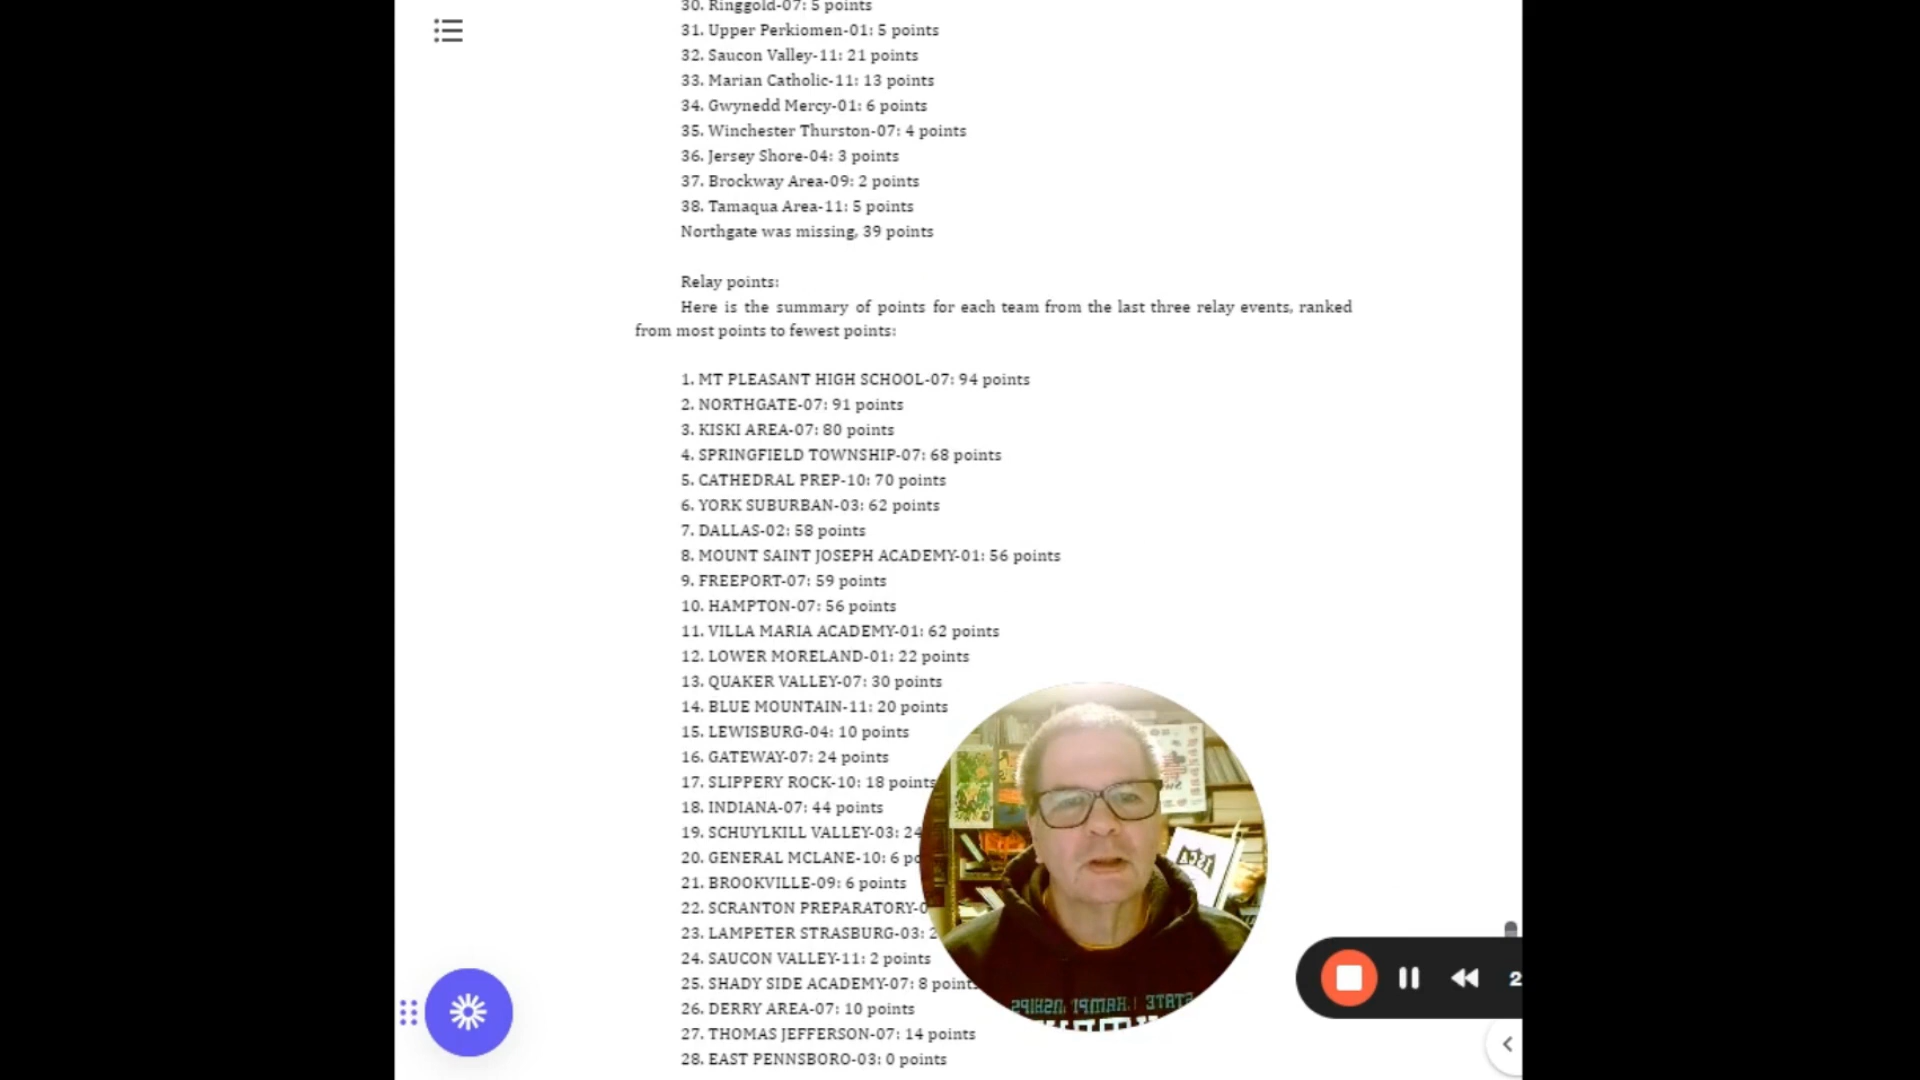 30. Ringgold-07: 5 points
31. Upper Perkiomen-01: 5 points
32. Saucon Valley-11: 21 points
33. Marian Catholic-11: 13 points
34. Gwynedd Mercy-01: 6 points
35. Winchester Thurston-07: 4 points
36. Jersey Shore-04: 3 points
37. Brockway Area-09: 2 points
38. Tamaqua Area-11: 5 points
Northgate was missing, 39 points
Relay points:
Here is the summary of points for each team from the last three relay events, ranked
from most points to fewest points:
1. MT PLEASANT HIGH SCHOOL-07: 94 points
2. NORTHGATE-07: 91 points
3. KISKI AREA-07: 80 points
4. SPRINGFIELD TOWNSHIP-07: 68 points
5. CATHEDRAL PREP-10: 70 points
6. YORK SUBURBAN-03: 62 points
7. DALLAS-02: 58 points
8. MOUNT SAINT JOSEPH ACADEMY-01: 56 points
9. FREEPORT-07: 59 points
10. HAMPTON-07: 56 points
11. VILLA MARIA ACADEMY-01: 62 points
12. LOWER MORELAND-01: 22 points
13. QUAKER VALLEY-07: 30 points
14. BLUE MOUNTAIN-11: 20 points
15. LEWISBURG-04: 10 points
16. GATEWAY-07: 24 points
17. SLIPPERY ROCK-10: 18 points
18. INDIANA-07: 44 points
19. SCHUYLKILL VALLEY-03: 24
20. GENERAL MCLANE-10: 6 po
21. BROOKVILLE-09: 6 points
22. SCRANTON PREPARATORY-0
23. LAMPETER STRASBURG-03: 2
24. SAUCON VALLEY-11: 2 points
25. SHADY SIDE ACADEMY-07: 8 points
26. DERRY AREA-07: 10 points
27. THOMAS JEFFERSON-07: 14 points
28. EAST PENNSBORO-03: 0 points
ISCA
STATE
2